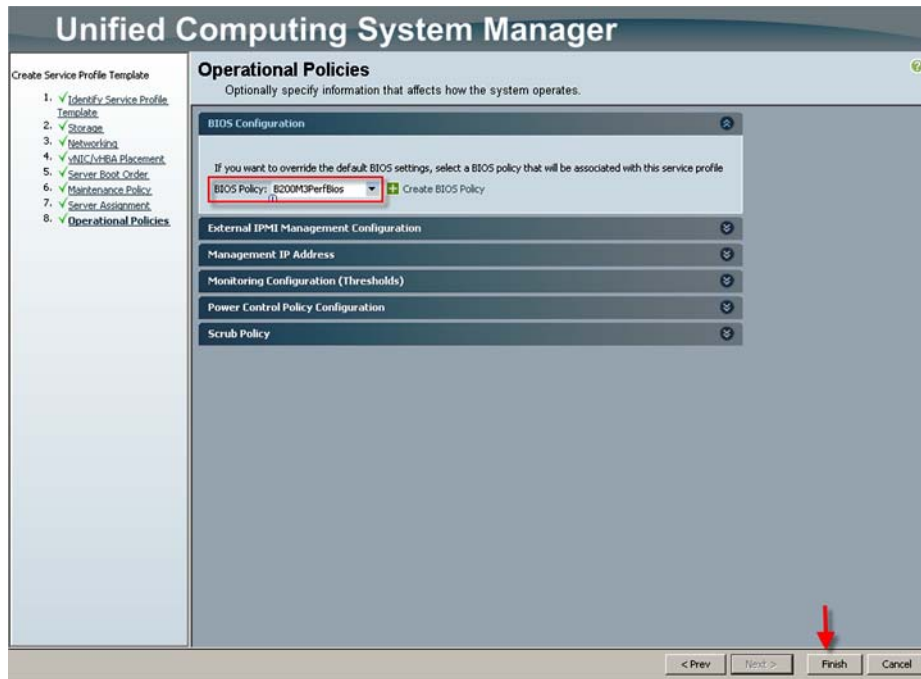 Unified Computing System Manager
Create Service Profile Template
1. Identify Service Profile
Template
2. Storage
3. Networking
4. vNIC/vHBA Placement
5. Server Boot Order
6. Maintenance Policy
7. Server Assignment
8. Operational Policies
Operational Policies
Optionally specify information that affects how the system operates.
BIOS Configuration
If you want to override the default BIOS settings, select a BIOS policy that will be associated with this service profile
BIOS Policy: B200M3PerfBios Create BIOS Policy
External IPMI Management Configuration
Management IP Address
Monitoring Configuration (Thresholds)
Power Control Policy Configuration
Scrub Policy
< Prev Next > Finish Cancel